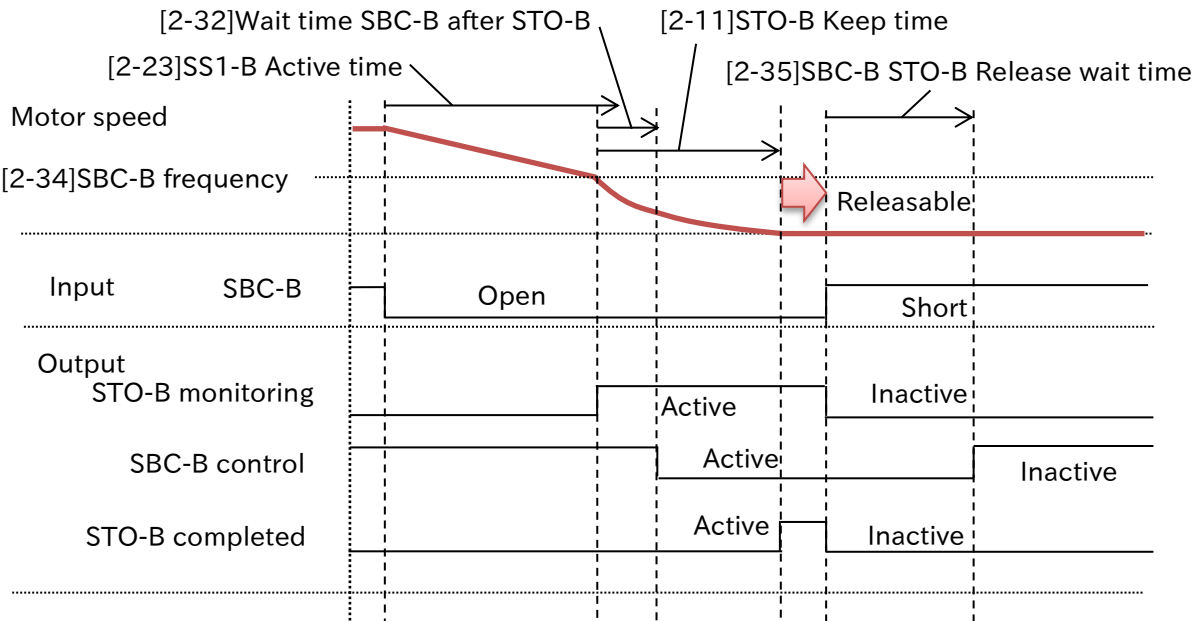 [2-32]Wait time SBC-B after STO-B
[2-11]STO-B Keep time
[2-23]SS1-B Active time
[2-35]SBC-B STO-B Release wait time
Motor speed
[2-34]SBC-B frequency
Releasable
Input
SBC-B
Open
Short
Output
STO-B monitoring
Active
Inactive
SBC-B control
Active
Inactive
STO-B completed
Active
Inactive